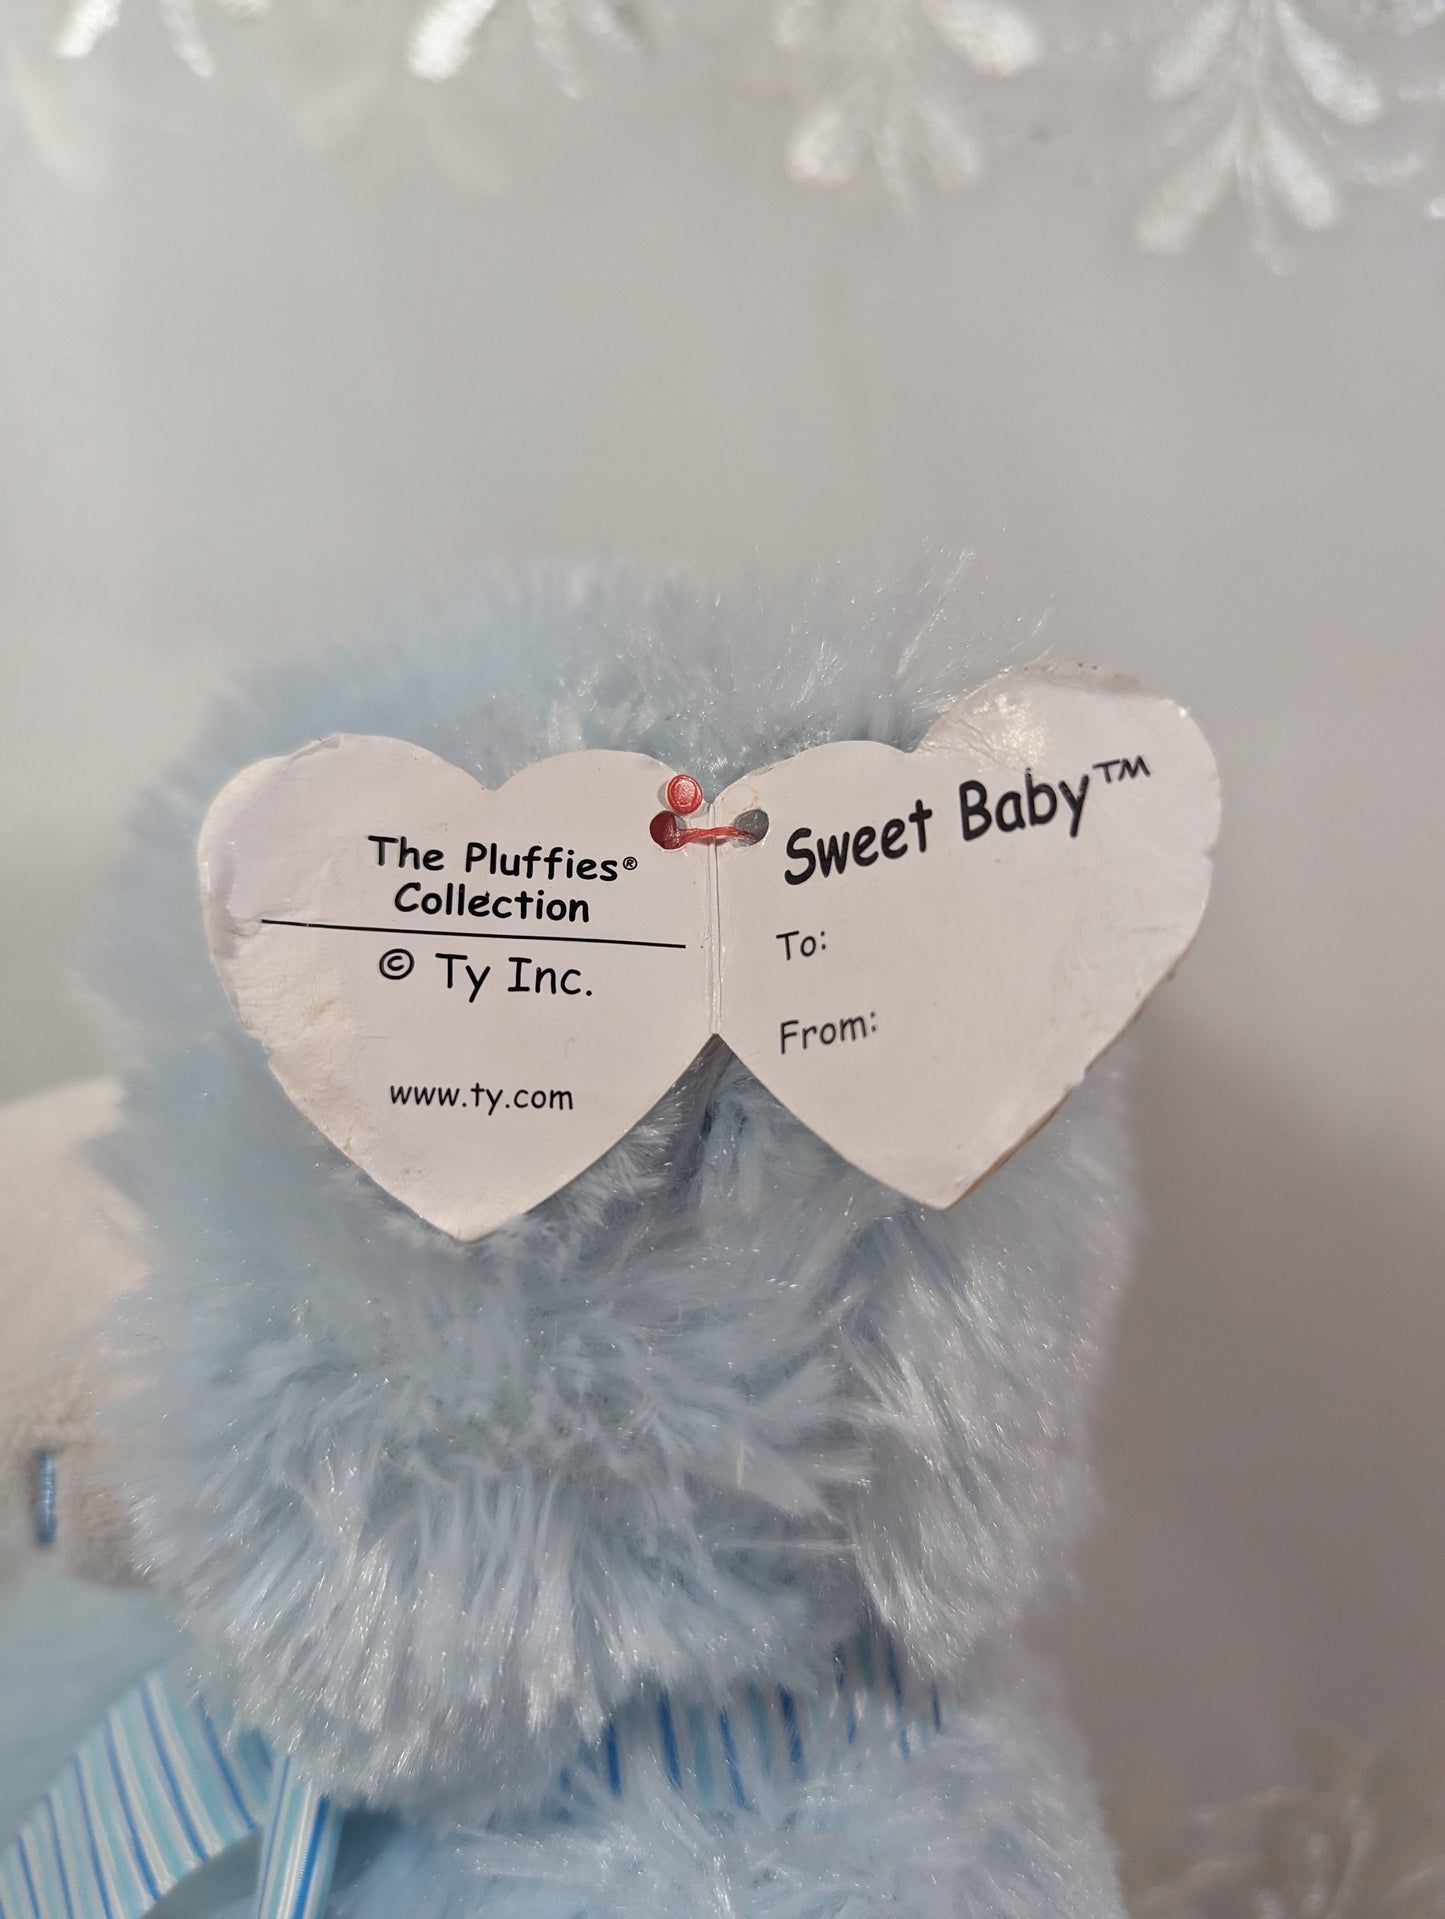 The Pluffies®
Collection
© Ty Inc.
www.ty.com
Sweet Baby™
To:
From: